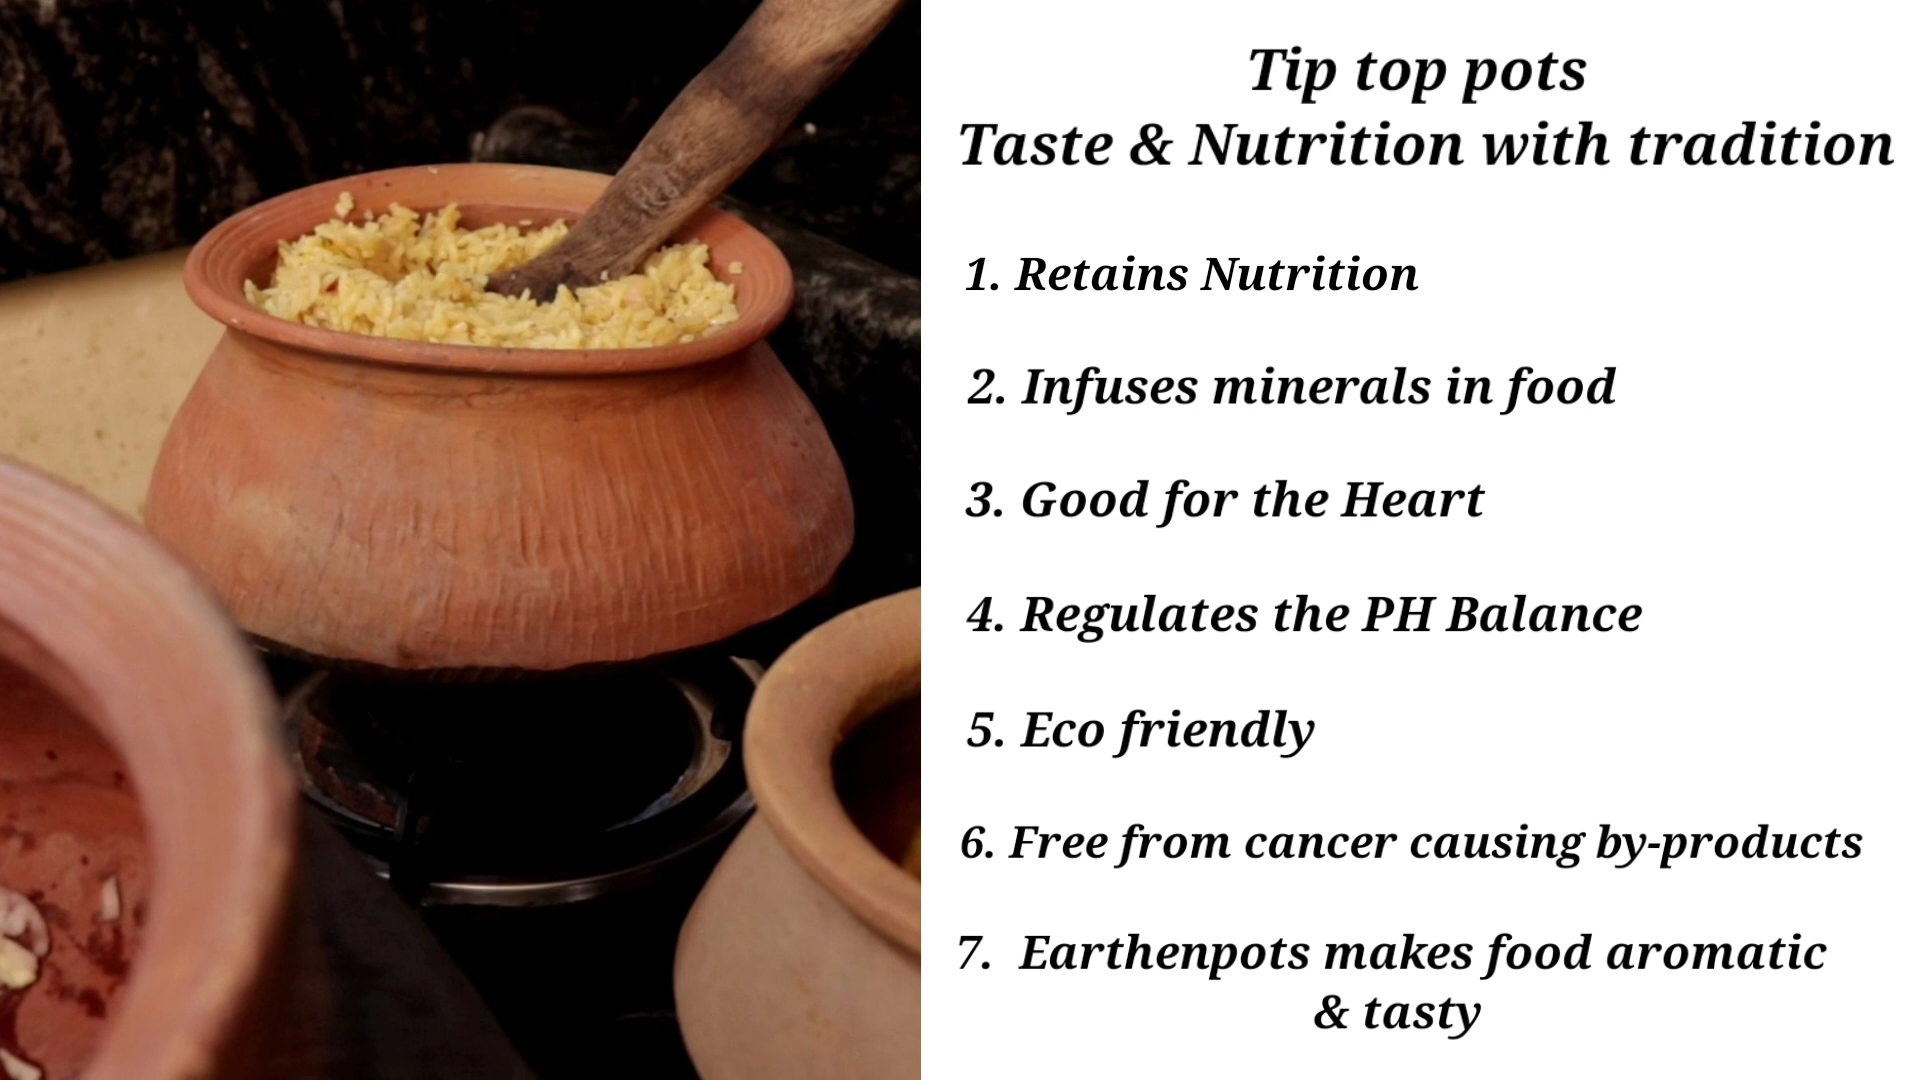 Tip top pots
Taste & Nutrition with tradition
1. Retains Nutrition
2. Infuses minerals in food
3. Good for the Heart
4. Regulates the PH Balance
5. Eco friendly
6. Free from cancer causing by-products
7. Earthenpots makes food aromatic
& tasty